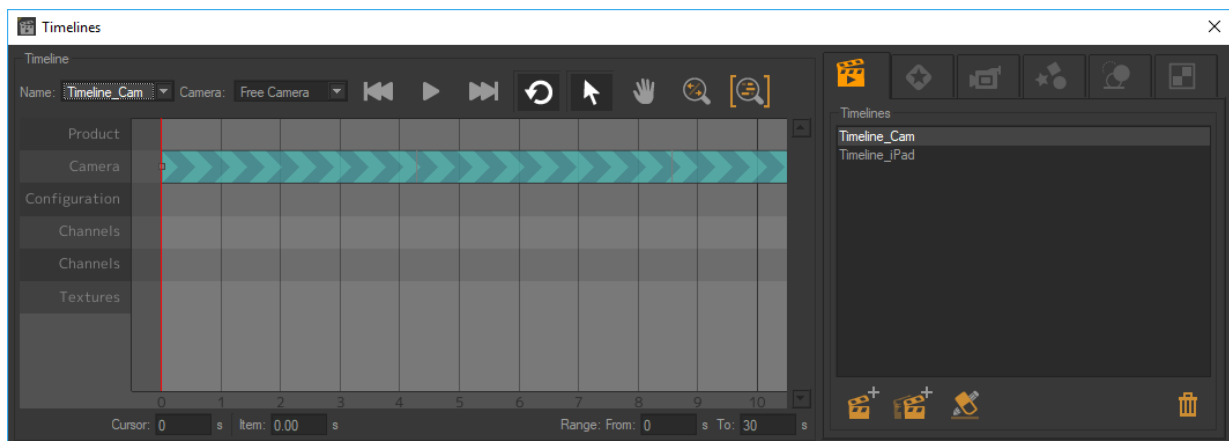 Timelines
Timeline
Name: Timeline_Cam Camera: Free Camera
Product
Camera
Configuration
Channels
Channels
Textures
0 1 2 3 4 5 6 7 8 9 10
Cursor: 0 s Item: 0.00 s Range: From: 0 s To: 30 s
Timelines
Timeline_Cam
Timeline_iPad